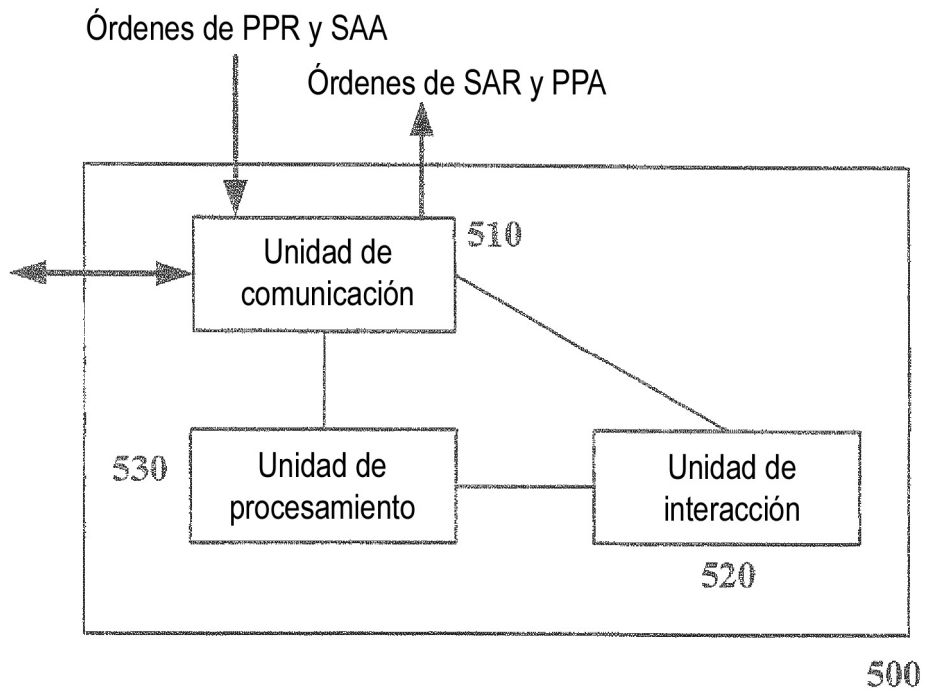 Órdenes de PPR y SAA
Órdenes de SAR y PPA
510
Unidad de
comunicación
530
Unidad de
procesamiento
Unidad de
interacción
520
500